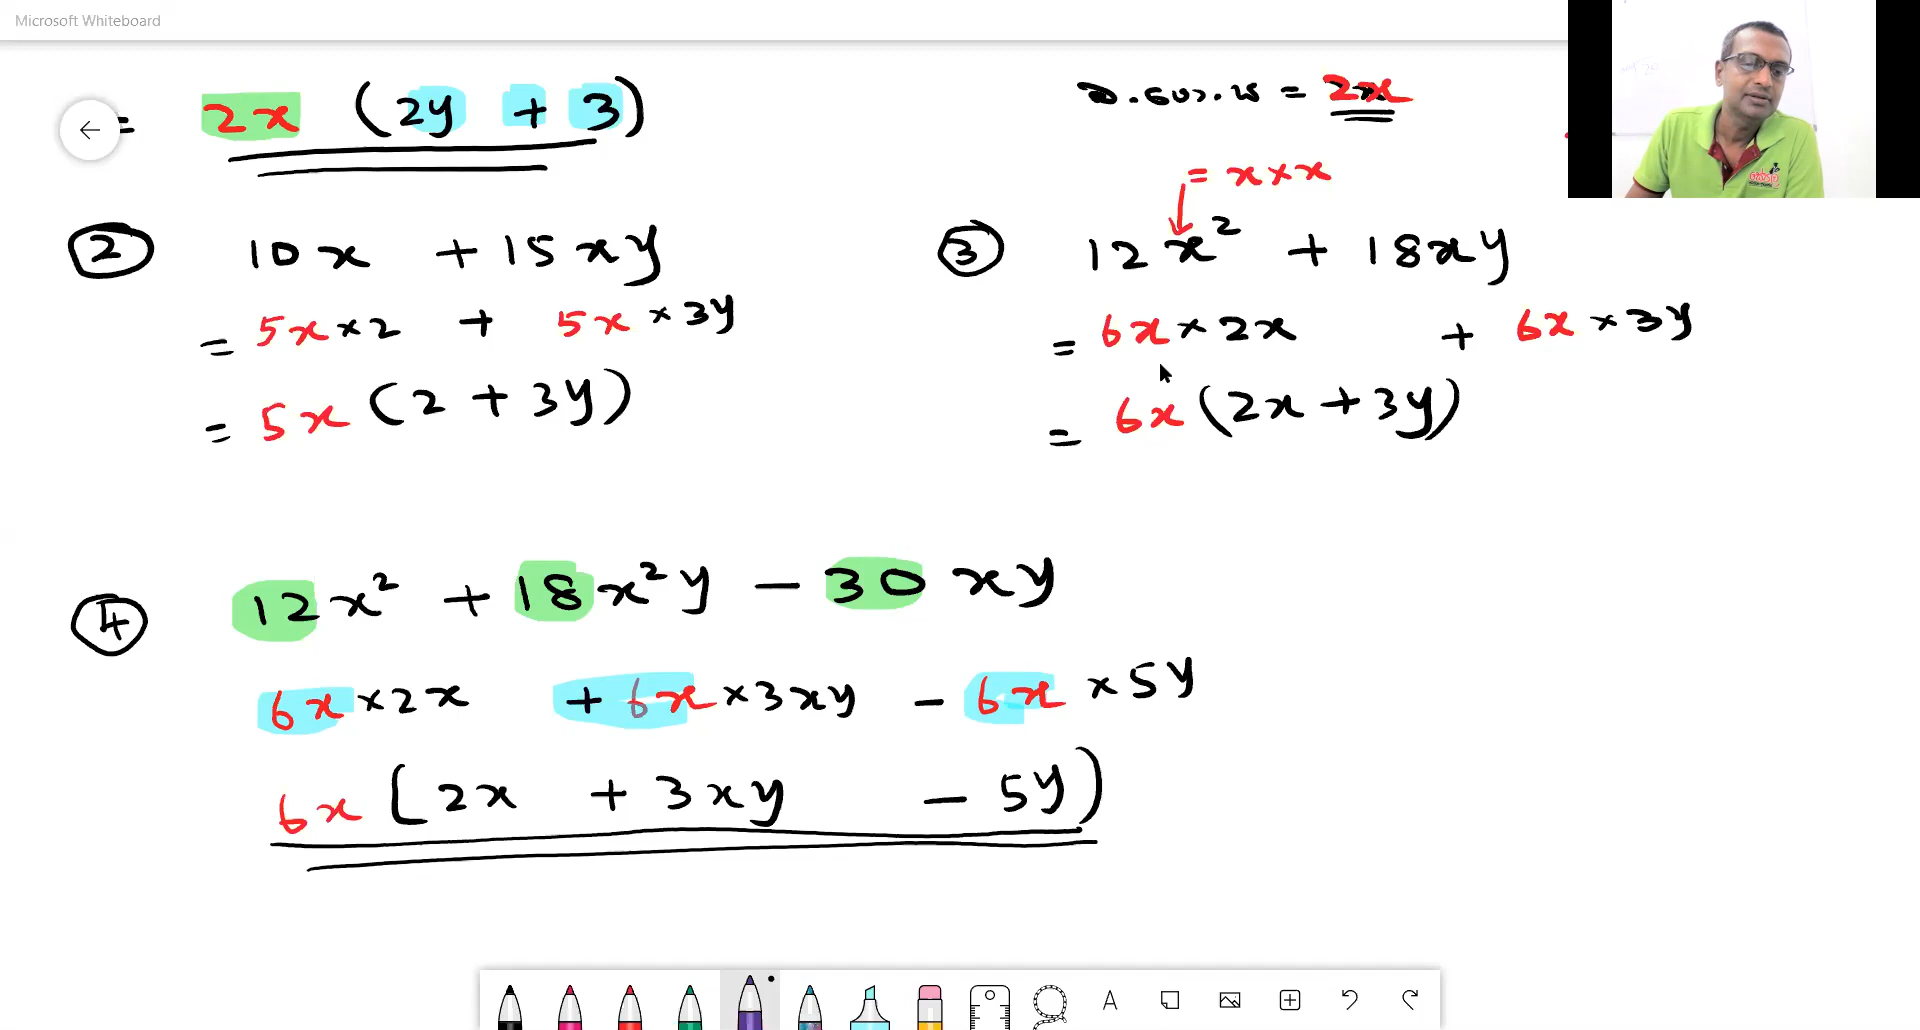 Microsoft Whiteboard
= 2x (2y + 3)
= 2x
= x × x
② 10x + 15xy
= 5x × 2 + 5x × 3y
= 5x (2 + 3y)
③ 12x² + 18xy
= 6x × 2x + 6x × 3y
= 6x (2x + 3y)
④ 12x² + 18x²y − 30xy
6x × 2x + 6x × 3xy − 6x × 5y
6x [2x + 3xy − 5y)
A